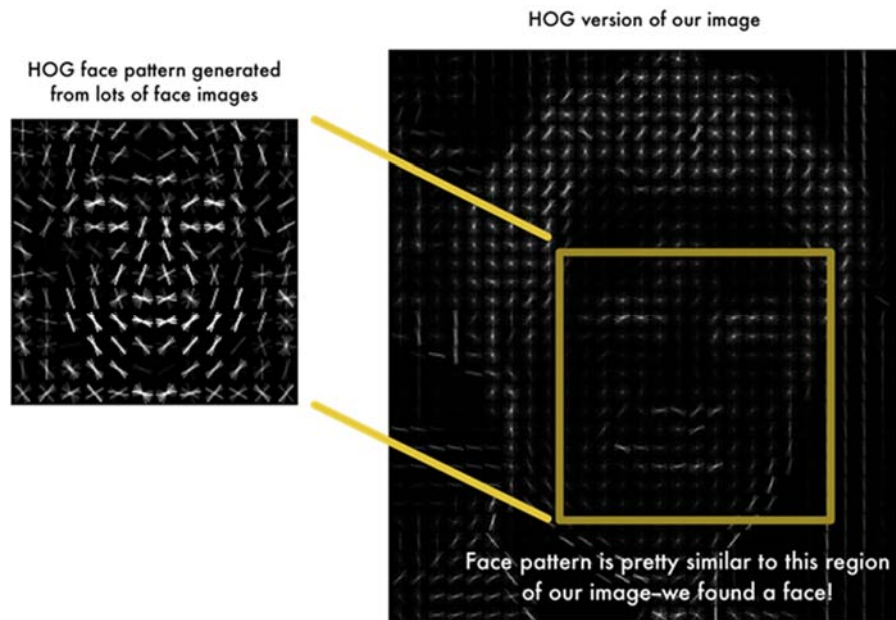 HOG version of our image
HOG face pattern generated
from lots of face images
Face pattern is pretty similar to this region
of our image–we found a face!